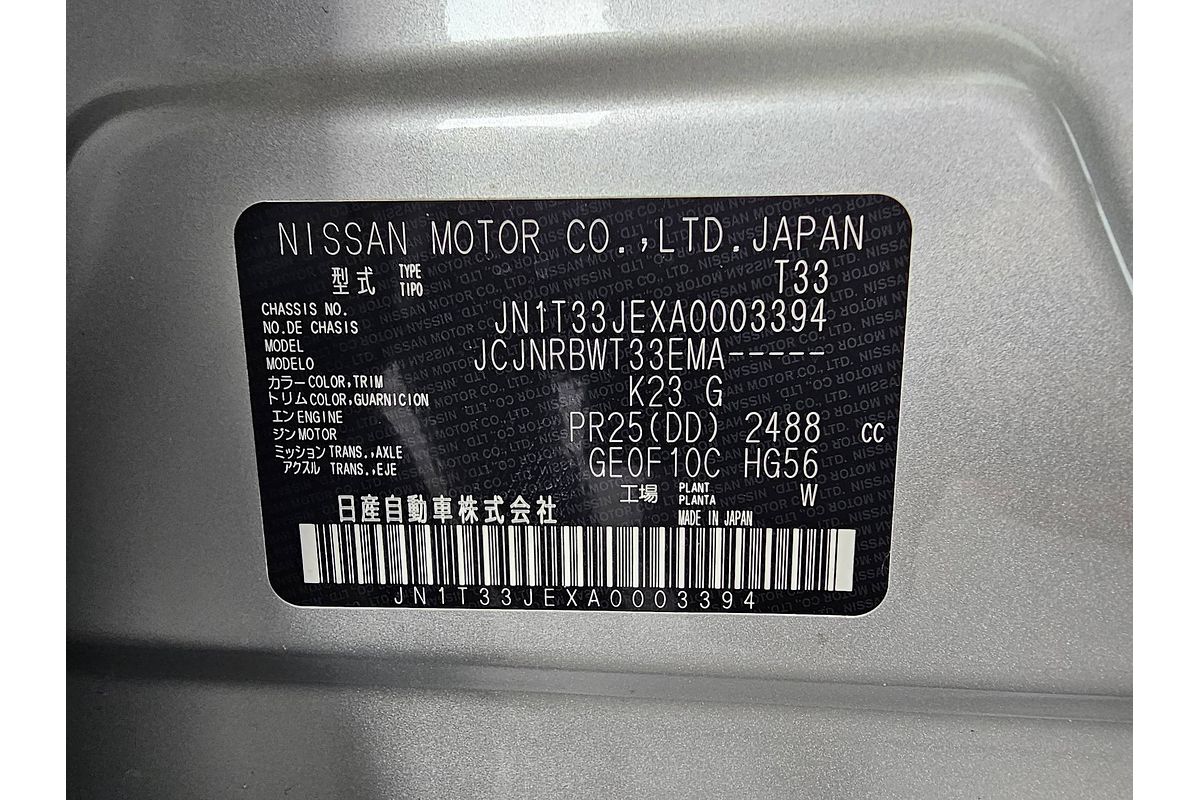 NISSAN MOTOR CO.,LTD.JAPAN
型式 TYPE TIPO T33
CHASSIS NO.
NO.DE CHASIS JN1T33JEXA0003394
MODEL
MODELO JCJNRBWT33EMA-----
カラー COLOR,TRIM
トリム COLOR,GUARNICION K23 G
エン ENGINE
ジン MOTOR PR25(DD) 2488 CC
ミッション TRANS.,AXLE
アクスル TRANS.,EJE GE0F10C HG56
工場 PLANT PLANTA W
日産自動車株式会社 MADE IN JAPAN
JN1T33JEXA0003394